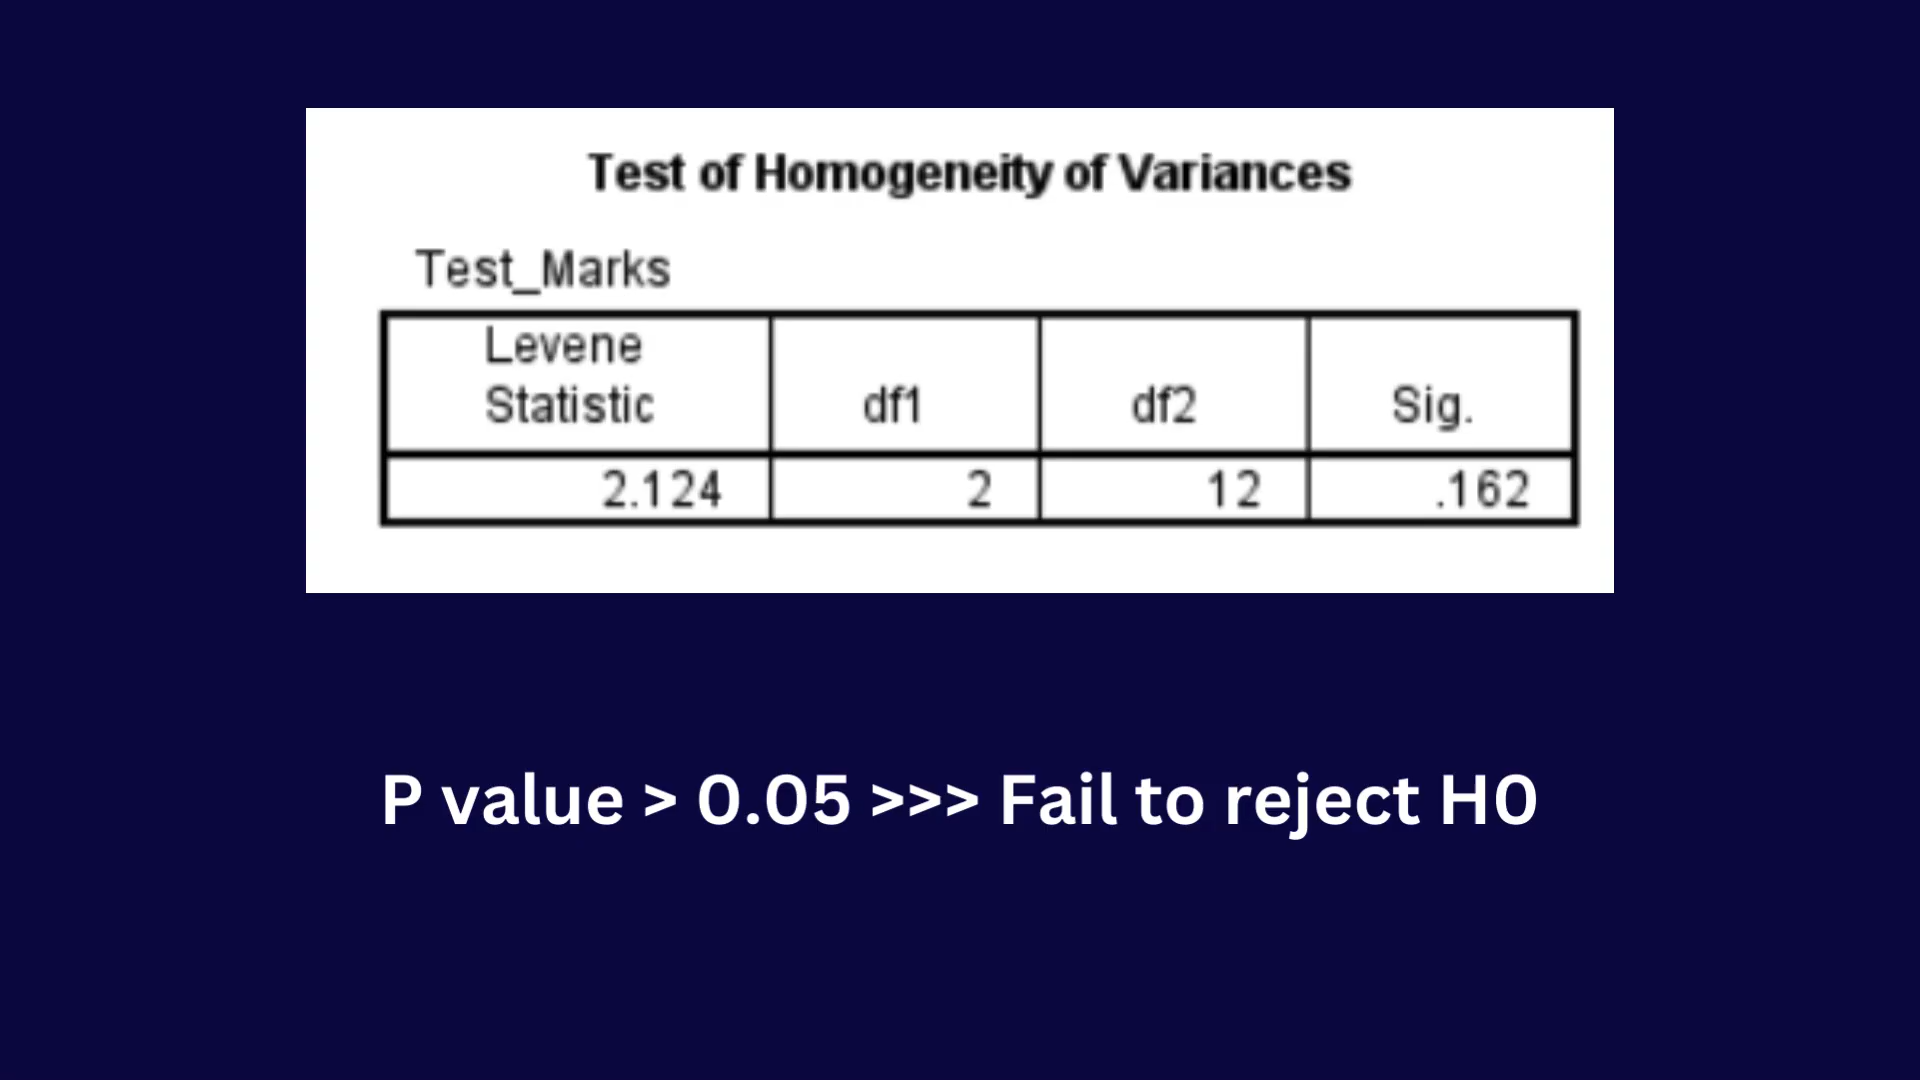 Test of Homogeneity of Variances
Test_Marks
Levene
Statistic df1 df2 Sig.
2.124 2 12 .162
P value > 0.05 >>> Fail to reject H0